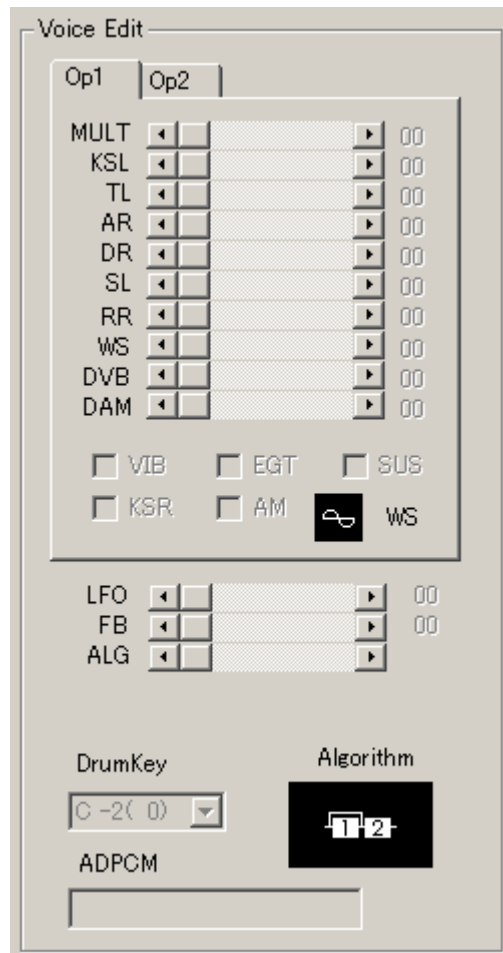 Voice Edit
Op1 Op2
MULT 00
KSL 00
TL 00
AR 00
DR 00
SL 00
RR 00
WS 00
DVB 00
DAM 00
VIB EGT SUS
KSR AM WS
LFO 00
FB 00
ALG
DrumKey Algorithm
C -2( 0) 1 2
ADPCM